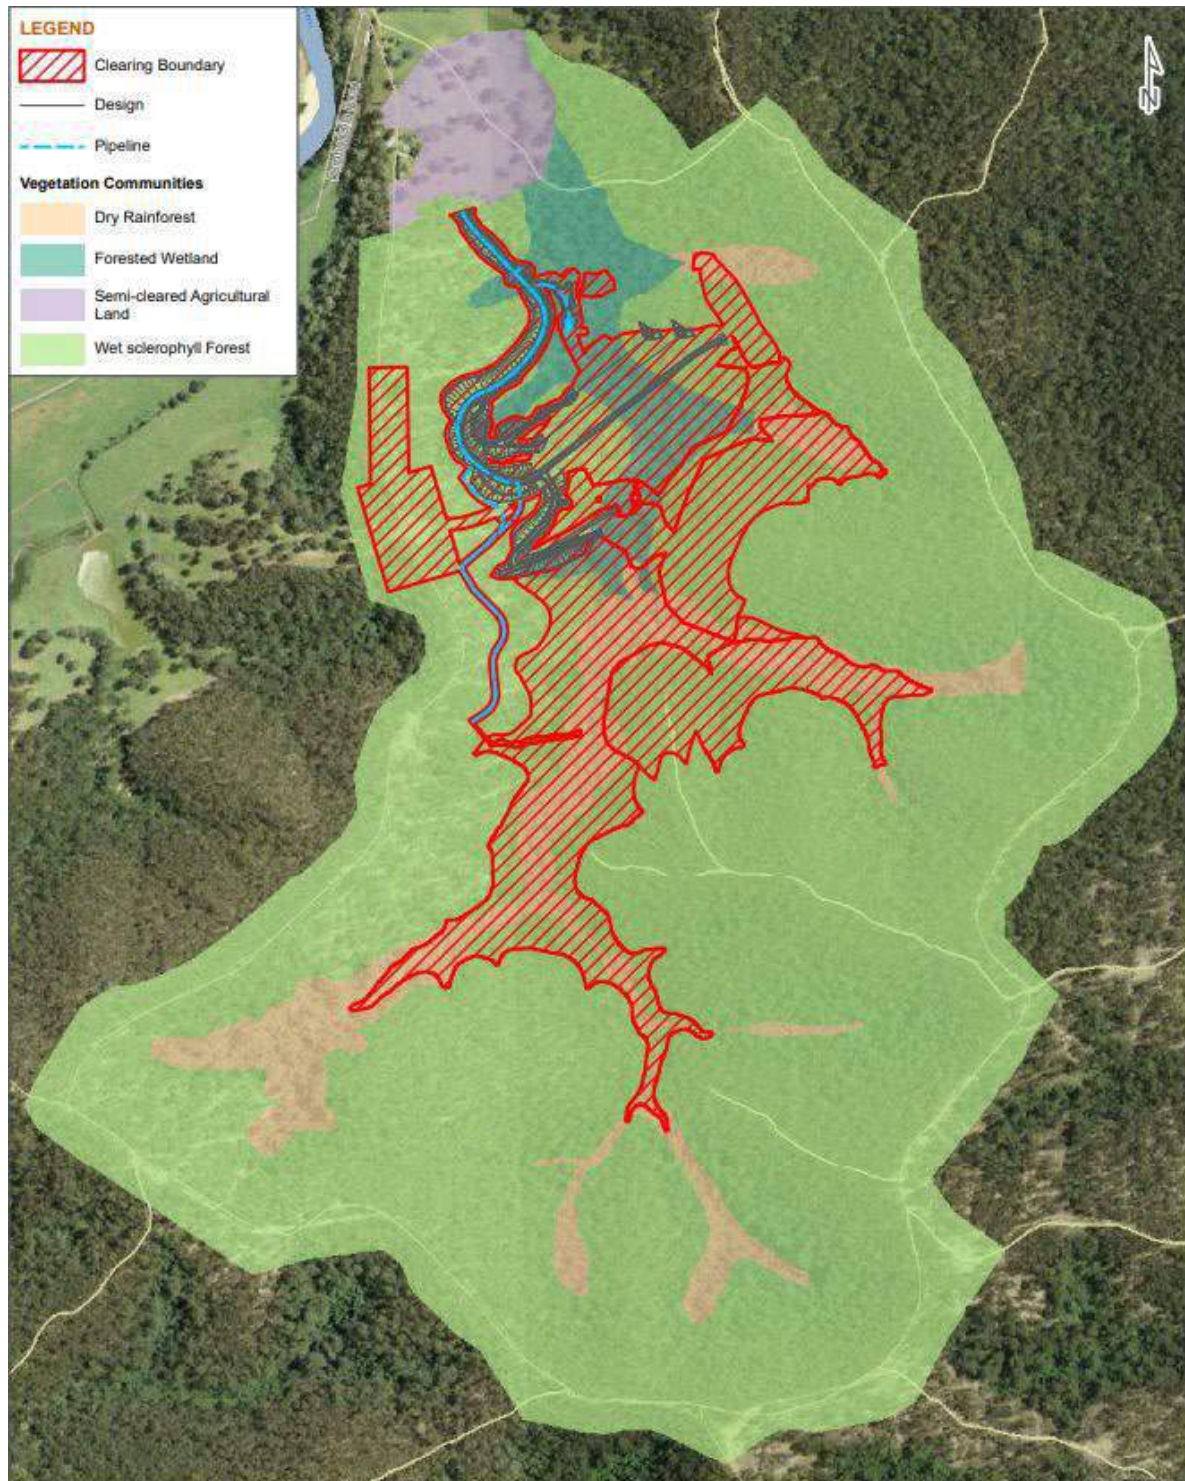 LEGEND
Clearing Boundary
Design
Pipeline
Vegetation Communities
Dry Rainforest
Forested Wetland
Semi-cleared Agricultural
Land
Wet sclerophyll Forest